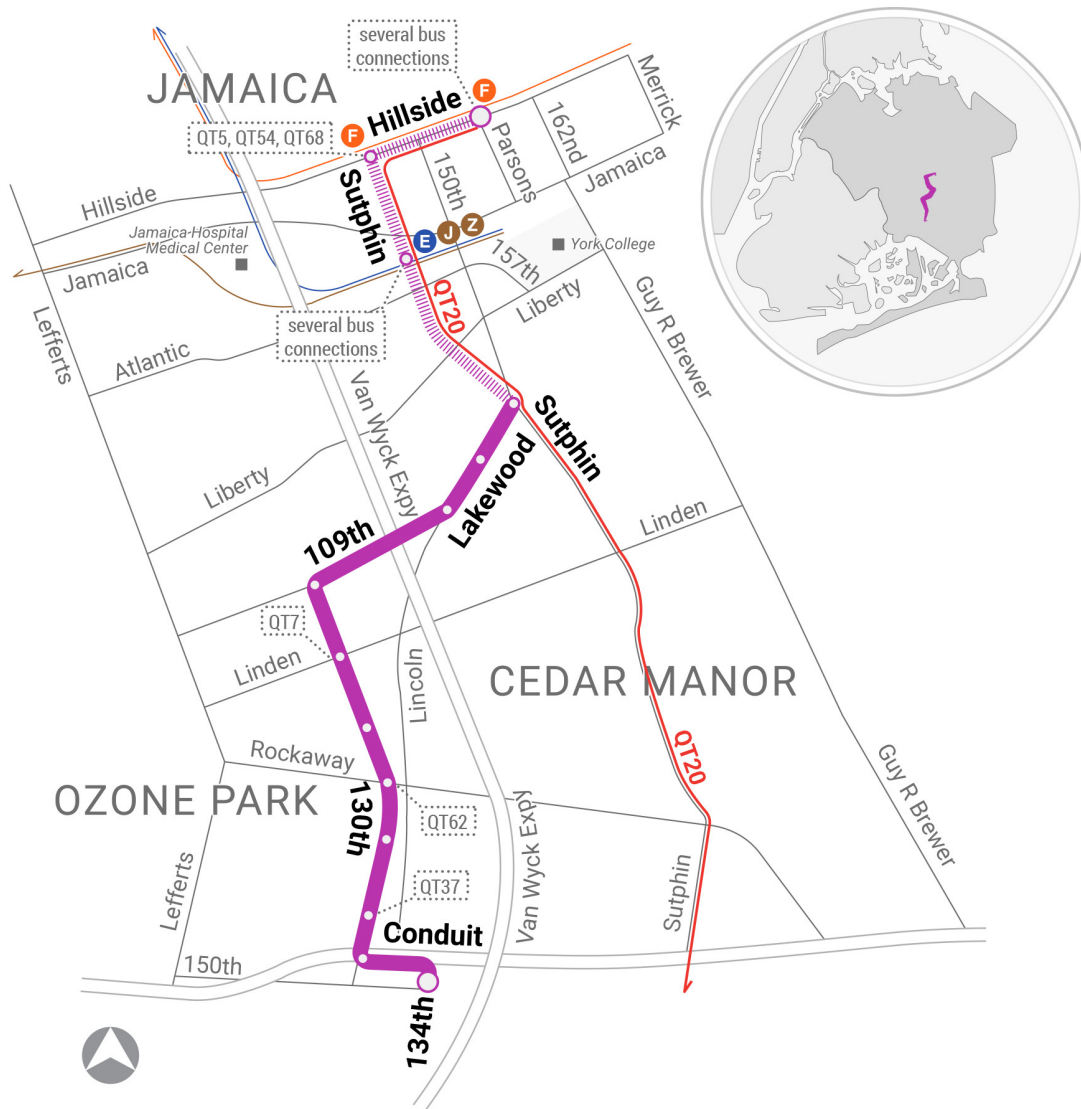 several bus
connections
JAMAICA
F
Hillside
F
Merrick
QT5, QT54, QT68
162nd
Parsons
150th
Jamaica
Sutphin
Hillside
Jamaica-Hospital
Medical Center
E
J
Z
York College
157th
Jamaica
Liberty
QT20
several bus
connections
Guy R Brewer
Lefferts
Atlantic
Van Wyck Expy
Sutphin
Lakewood
Liberty
Linden
109th
QT7
Linden
Lincoln
CEDAR MANOR
Rockaway
QT20
OZONE PARK
130th
QT62
Guy R Brewer
Van Wyck Expy
Lefferts
QT37
Sutphin
Conduit
150th
134th